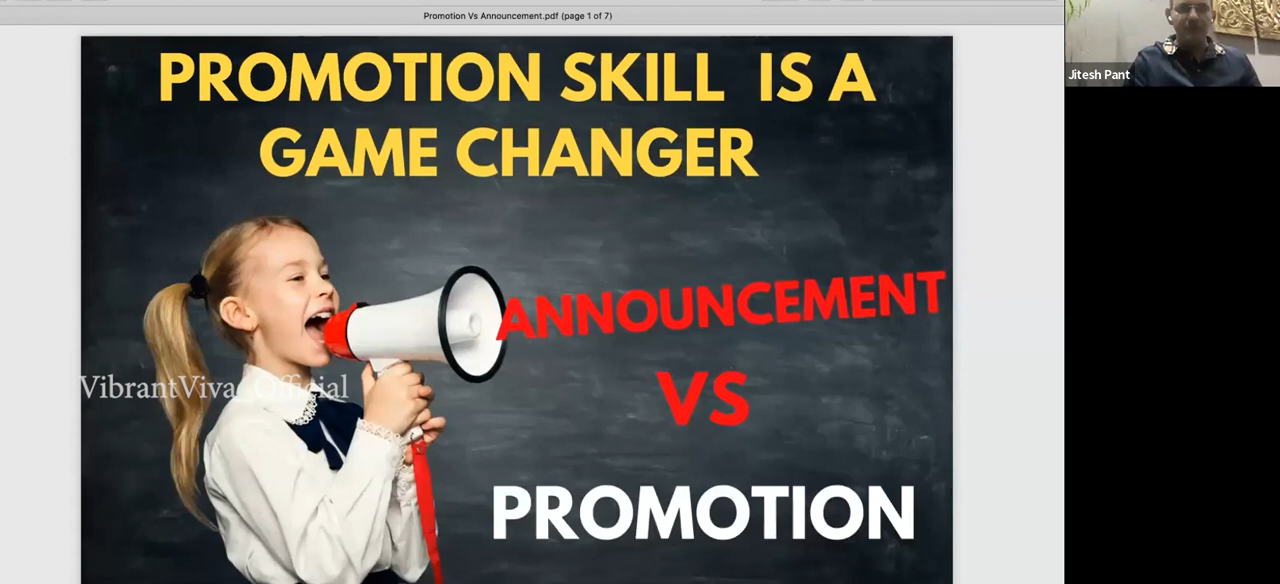 Promotion Vs Announcement.pdf (page 1 of 7)
PROMOTION SKILL IS A
GAME CHANGER
ANNOUNCEMENT
VS
PROMOTION
VibrantViva_Official
Jitesh Pant